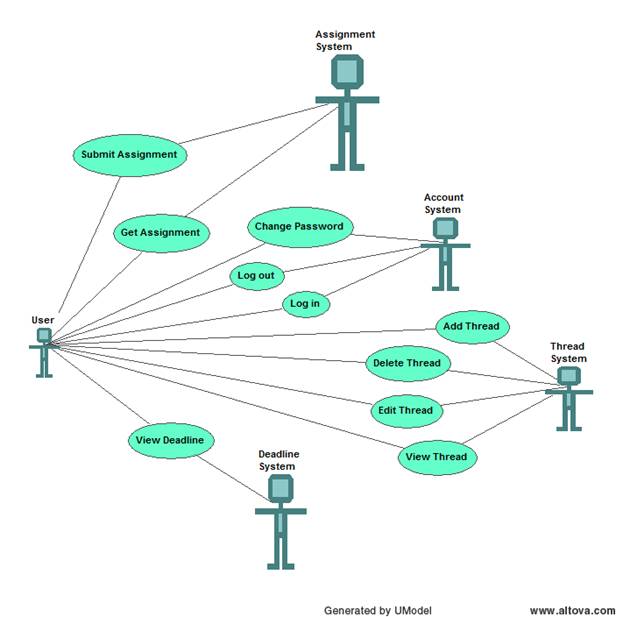 Assignment
System
Submit Assignment
Account
System
Change Password
Get Assignment
Log out
Log in
User
Add Thread
Thread
System
Delete Thread
Edit Thread
View Deadline
View Thread
Deadline
System
Generated by UModel
www.altova.com